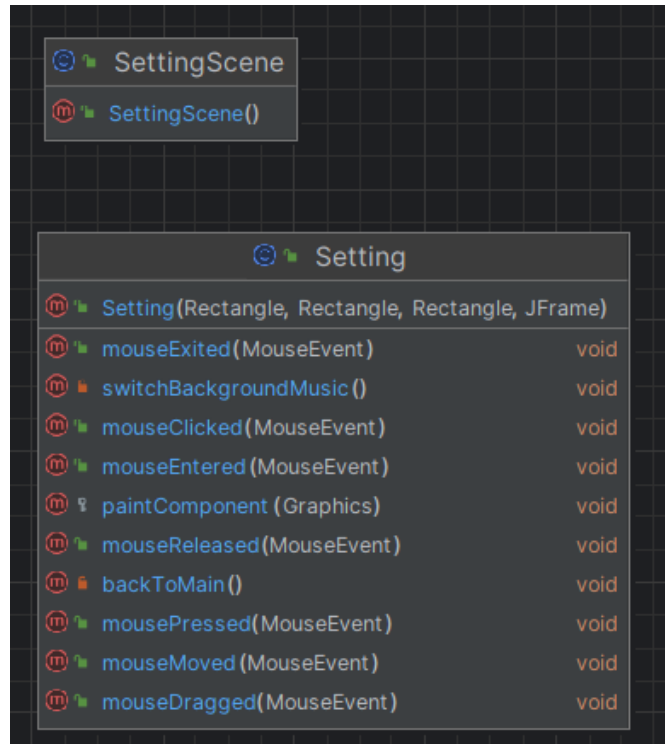 SettingScene
SettingScene()
Setting
Setting(Rectangle, Rectangle, Rectangle, JFrame)
mouseExited(MouseEvent) void
switchBackgroundMusic() void
mouseClicked(MouseEvent) void
mouseEntered(MouseEvent) void
paintComponent(Graphics) void
mouseReleased(MouseEvent) void
backToMain() void
mousePressed(MouseEvent) void
mouseMoved(MouseEvent) void
mouseDragged(MouseEvent) void